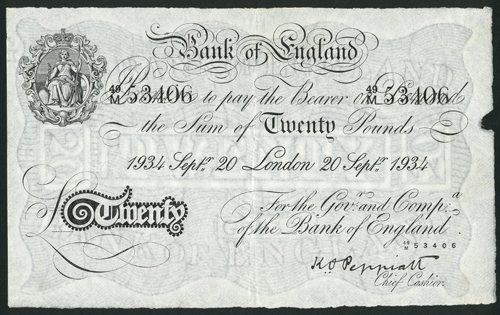 Bank of England
49/M 53406 49/M 53406
I Promise to pay the Bearer on Demand
the Sum of Twenty Pounds
1934 Septr. 20 London 20 Septr. 1934
For the Govr. and Compa.
£ Twenty
of the Bank of England
49/M 53406
K.O. Peppiatt
Chief Cashier.